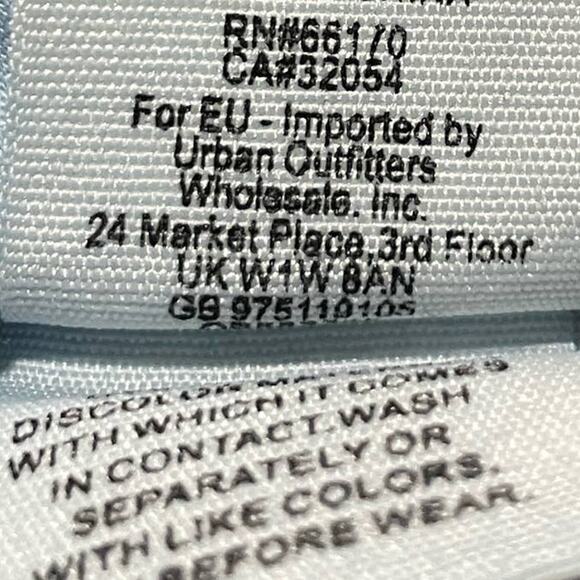 RN#66170
CA#32054
For EU - Imported by
Urban Outfitters
Wholesale. Inc.
24 Market Place,3rd Floor
UK W1W 8AN
GB 975110105
WITH WHICH IT COMES
IN CONTACT.WASH
SEPARATELY OR
WITH LIKE COLORS.
BEFORE WEAR.